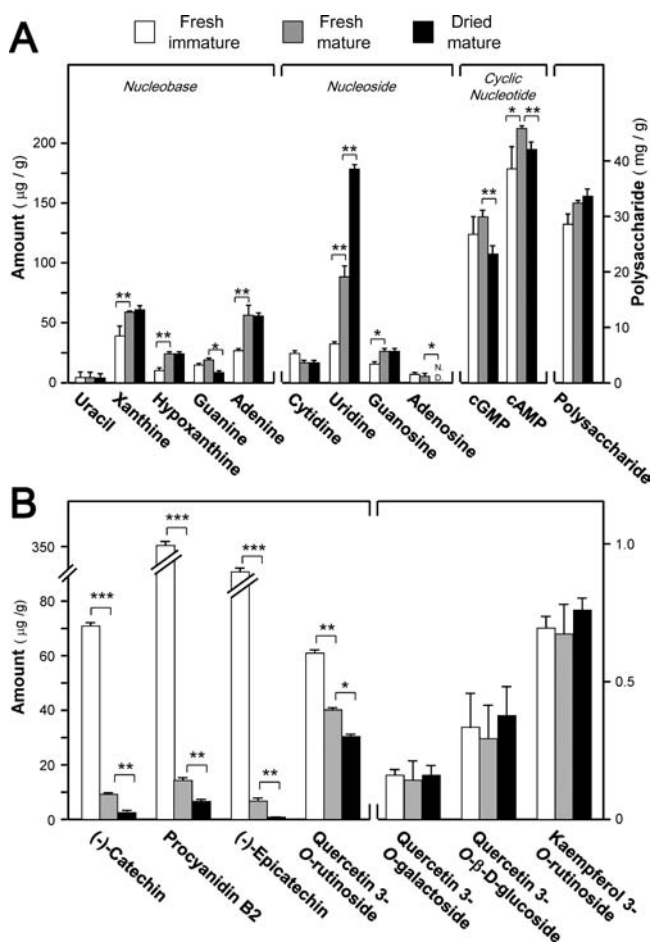 Fresh immature
Fresh mature
Dried mature
A
Nucleobase
Nucleoside
Cyclic
Nucleotide
Amount ( μg / g)
200
150
100
50
0
**
**
*
**
**
**
*
*
N.
D.
**
*
**
Polysaccharide ( mg / g)
40
30
20
10
0
Uracil
Xanthine
Hypoxanthine
Guanine
Adenine
Cytidine
Uridine
Guanosine
Adenosine
cGMP
cAMP
Polysaccharide
B
Amount ( μg /g)
350
80
60
40
20
0
***
**
***
**
***
**
**
*
1.0
0.5
0
(-)-Catechin
Procyanidin B2
(-)-Epicatechin
Quercetin 3-
O-rutinoside
Quercetin 3-
O-galactoside
Quercetin 3-
O-β-D-glucoside
Kaempferol 3-
O-rutinoside